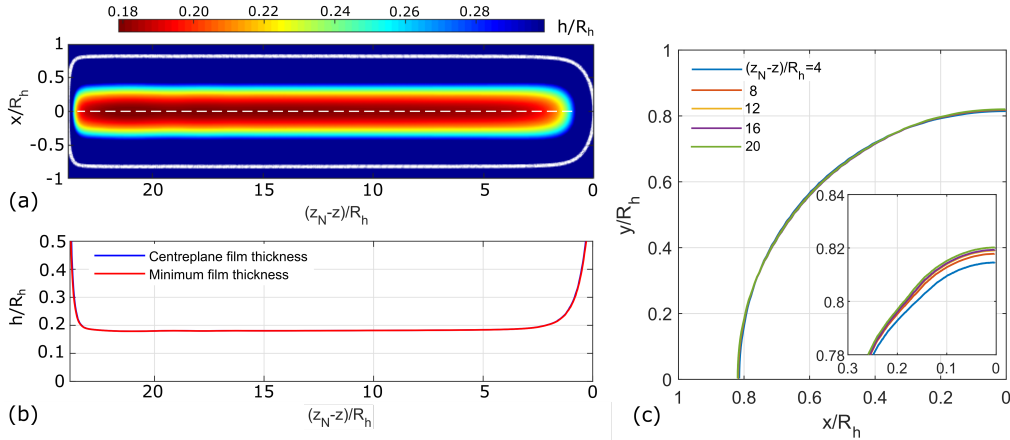 0.18 0.20 0.22 0.24 0.26 0.28
h/R_h
1
0.5
0
-0.5
-1
x/R_h
20 15 10 5 0
(z_N-z)/R_h
(a)
0.5
0.4
0.3
0.2
0.1
0
h/R_h
Centreplane film thickness
Minimum film thickness
20 15 10 5 0
(z_N-z)/R_h
(b)
1
0.8
0.6
0.4
0.2
0
y/R_h
(z_N-z)/R_h=4
8
12
16
20
0.84
0.82
0.8
0.78
0.3 0.2 0.1 0
1 0.8 0.6 0.4 0.2 0
x/R_h
(c)